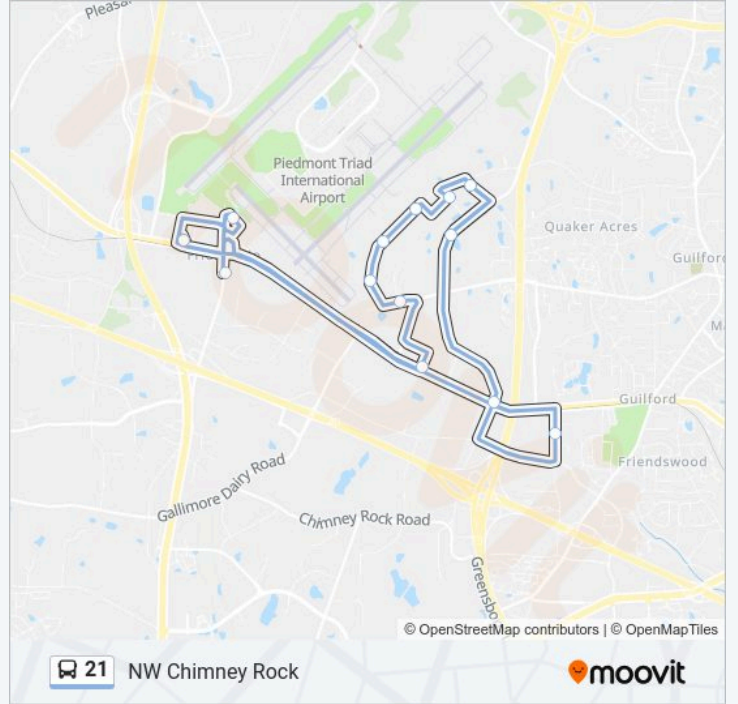 Piedmont Triad
International
Airport
Quaker Acres
Guilford
Friendswood
Gallimore Dairy Road
Chimney Rock Road
© OpenStreetMap contributors | © OpenMapTiles
21 NW Chimney Rock
moovit